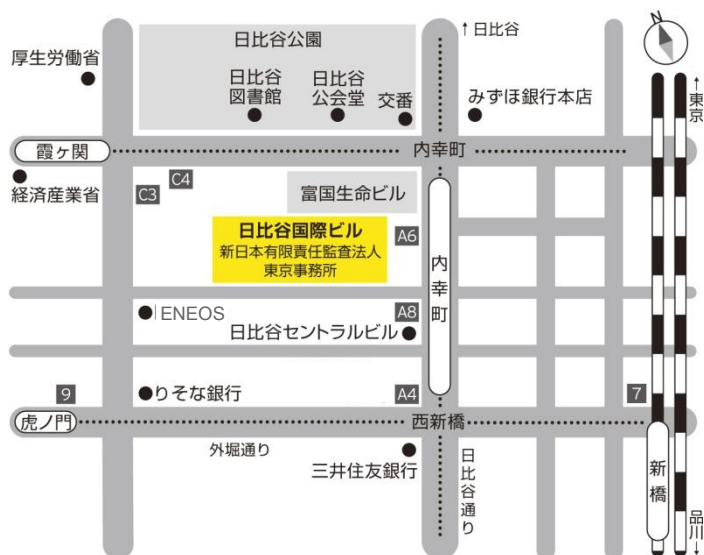 日比谷公園
↑日比谷
N
厚生労働省
日比谷
図書館
日比谷
公会堂
交番
みずほ銀行本店
↑東京
霞ヶ関
内幸町
経済産業省
C3
C4
富国生命ビル
日比谷国際ビル
新日本有限責任監査法人
東京事務所
A6
内幸町
ENEOS
A8
日比谷セントラルビル
9
りそな銀行
A4
7
虎ノ門
西新橋
外堀通り
三井住友銀行
日比谷通り
新橋
品川↓